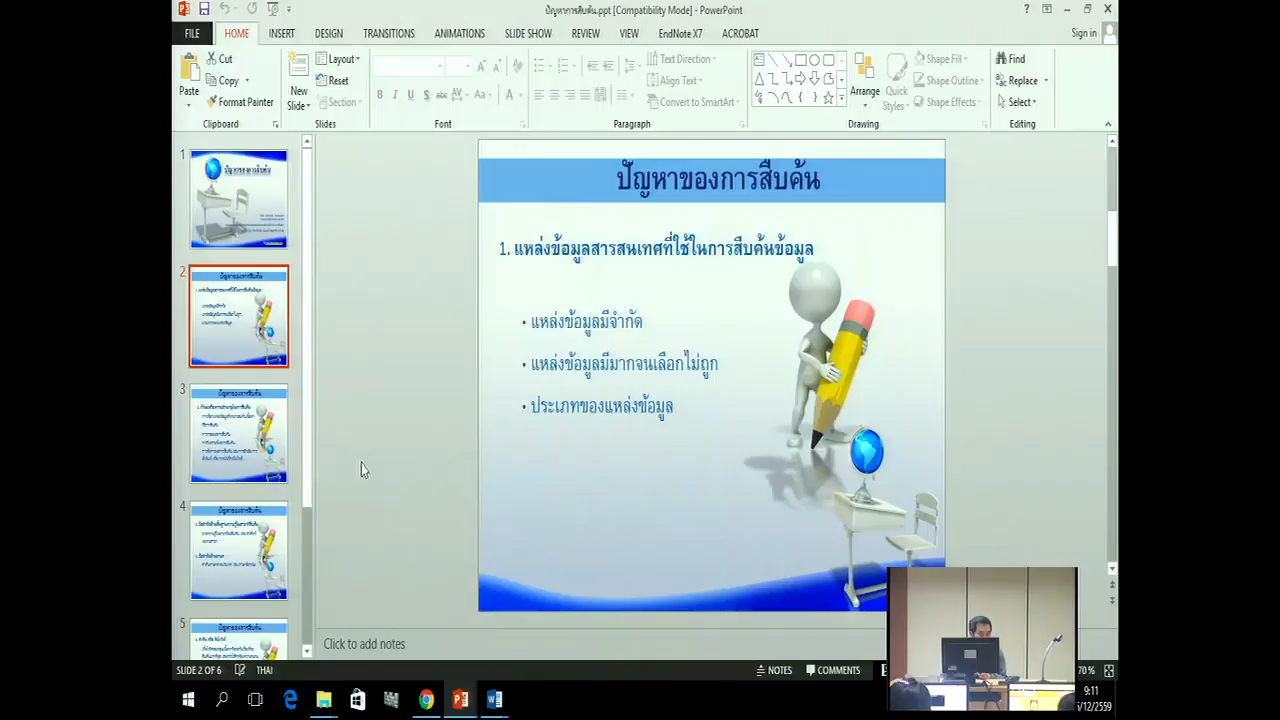 ปัญหาการสืบค้น.ppt [Compatibility Mode] - PowerPoint
Sign in
FILE HOME INSERT DESIGN TRANSITIONS ANIMATIONS SLIDE SHOW REVIEW VIEW EndNote X7 ACROBAT
Paste
Cut
Copy
Format Painter
Clipboard
New Slide
Layout
Reset
Section
Slides
Font
Text Direction
Align Text
Convert to SmartArt
Paragraph
Arrange
Quick Styles
Shape Fill
Shape Outline
Shape Effects
Drawing
Find
Replace
Select
Editing
1
2
3
4
5
ปัญหาของการสืบค้น
1. แหล่งข้อมูลสารสนเทศที่ใช้ในการสืบค้นข้อมูล
• แหล่งข้อมูลมีจำกัด
• แหล่งข้อมูลมีมากจนเลือกไม่ถูก
• ประเภทของแหล่งข้อมูล
Click to add notes
SLIDE 2 OF 6 THAI NOTES COMMENTS 70%
9:11
/12/2559